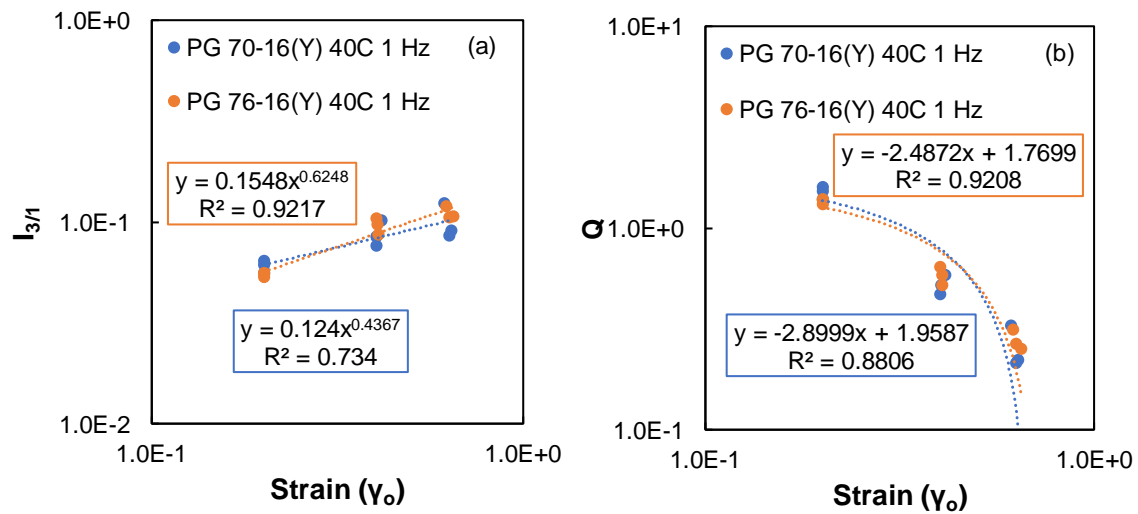 1.0E+0
PG 70-16(Y) 40C 1 Hz
(a)
PG 76-16(Y) 40C 1 Hz
y = 0.1548x^0.6248
R² = 0.9217
1.0E-1
I3/1
y = 0.124x^0.4367
R² = 0.734
1.0E-2
1.0E-1
1.0E+0
Strain (γo)
1.0E+1
PG 70-16(Y) 40C 1 Hz
(b)
PG 76-16(Y) 40C 1 Hz
y = -2.4872x + 1.7699
R² = 0.9208
1.0E+0
Q
y = -2.8999x + 1.9587
R² = 0.8806
1.0E-1
1.0E-1
1.0E+0
Strain (γo)